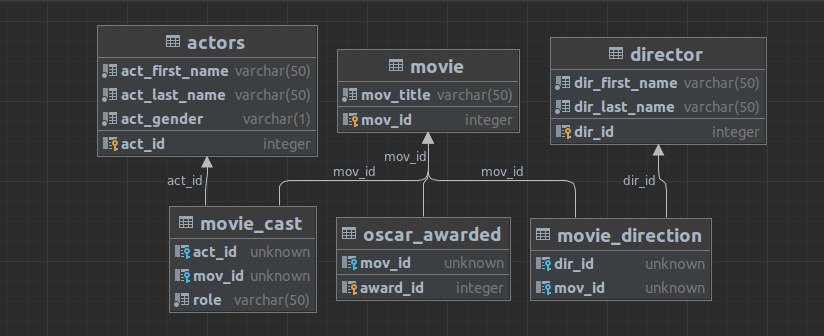 actors
act_first_name varchar(50)
act_last_name varchar(50)
act_gender varchar(1)
act_id integer
movie
mov_title varchar(50)
mov_id integer
director
dir_first_name varchar(50)
dir_last_name varchar(50)
dir_id integer
act_id
mov_id
mov_id
mov_id
dir_id
movie_cast
act_id unknown
mov_id unknown
role varchar(50)
oscar_awarded
mov_id unknown
award_id integer
movie_direction
dir_id unknown
mov_id unknown